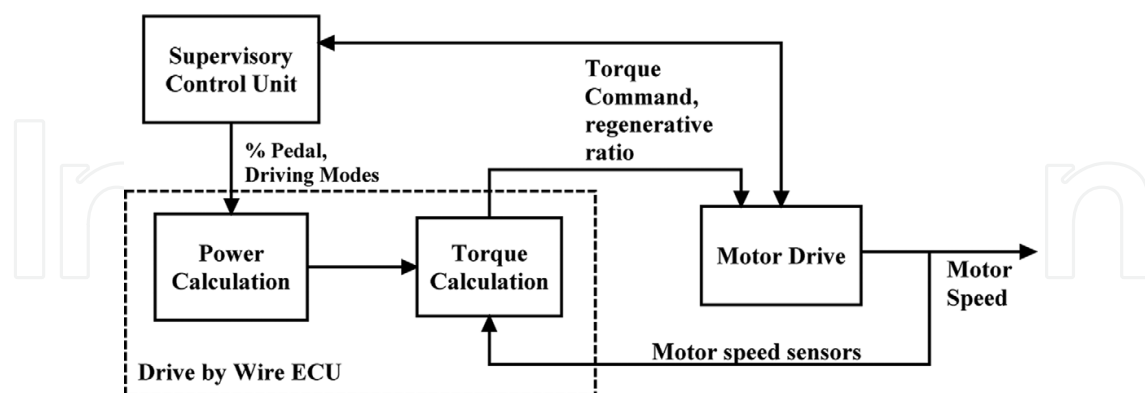 Supervisory
Control Unit
% Pedal,
Driving Modes
Torque
Command,
regenerative
ratio
Power
Calculation
Torque
Calculation
Motor Drive
Motor
Speed
Motor speed sensors
Drive by Wire ECU